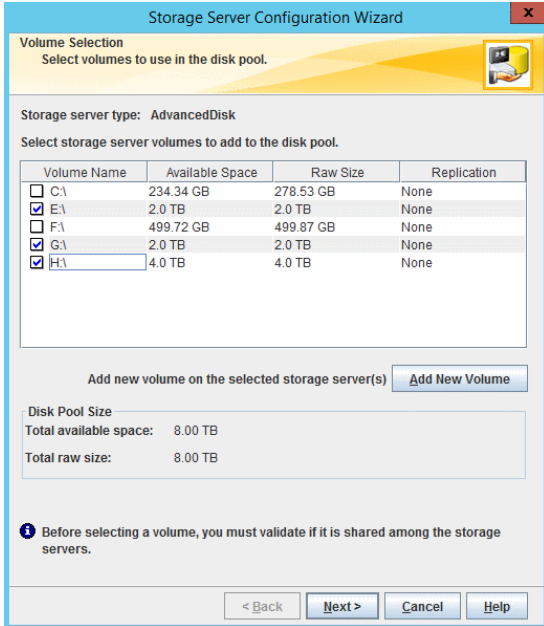 Storage Server Configuration Wizard
x
Volume Selection
Select volumes to use in the disk pool.
Storage server type: AdvancedDisk
Select storage server volumes to add to the disk pool.
Volume Name Available Space Raw Size Replication
C:\ 234.34 GB 278.53 GB None
E:\ 2.0 TB 2.0 TB None
F:\ 499.72 GB 499.87 GB None
G:\ 2.0 TB 2.0 TB None
H:\ 4.0 TB 4.0 TB None
Add new volume on the selected storage server(s) Add New Volume
Disk Pool Size
Total available space: 8.00 TB
Total raw size: 8.00 TB
Before selecting a volume, you must validate if it is shared among the storage
servers.
< Back Next > Cancel Help